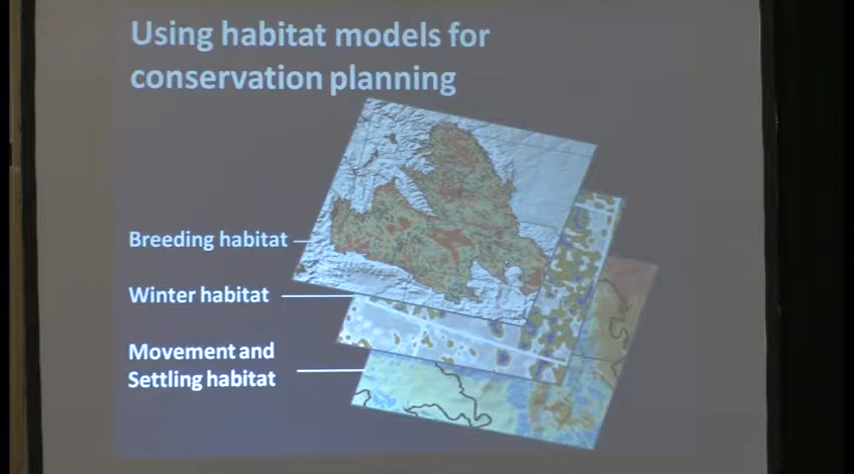 Using habitat models for
conservation planning
Breeding habitat
Winter habitat
Movement and
Settling habitat